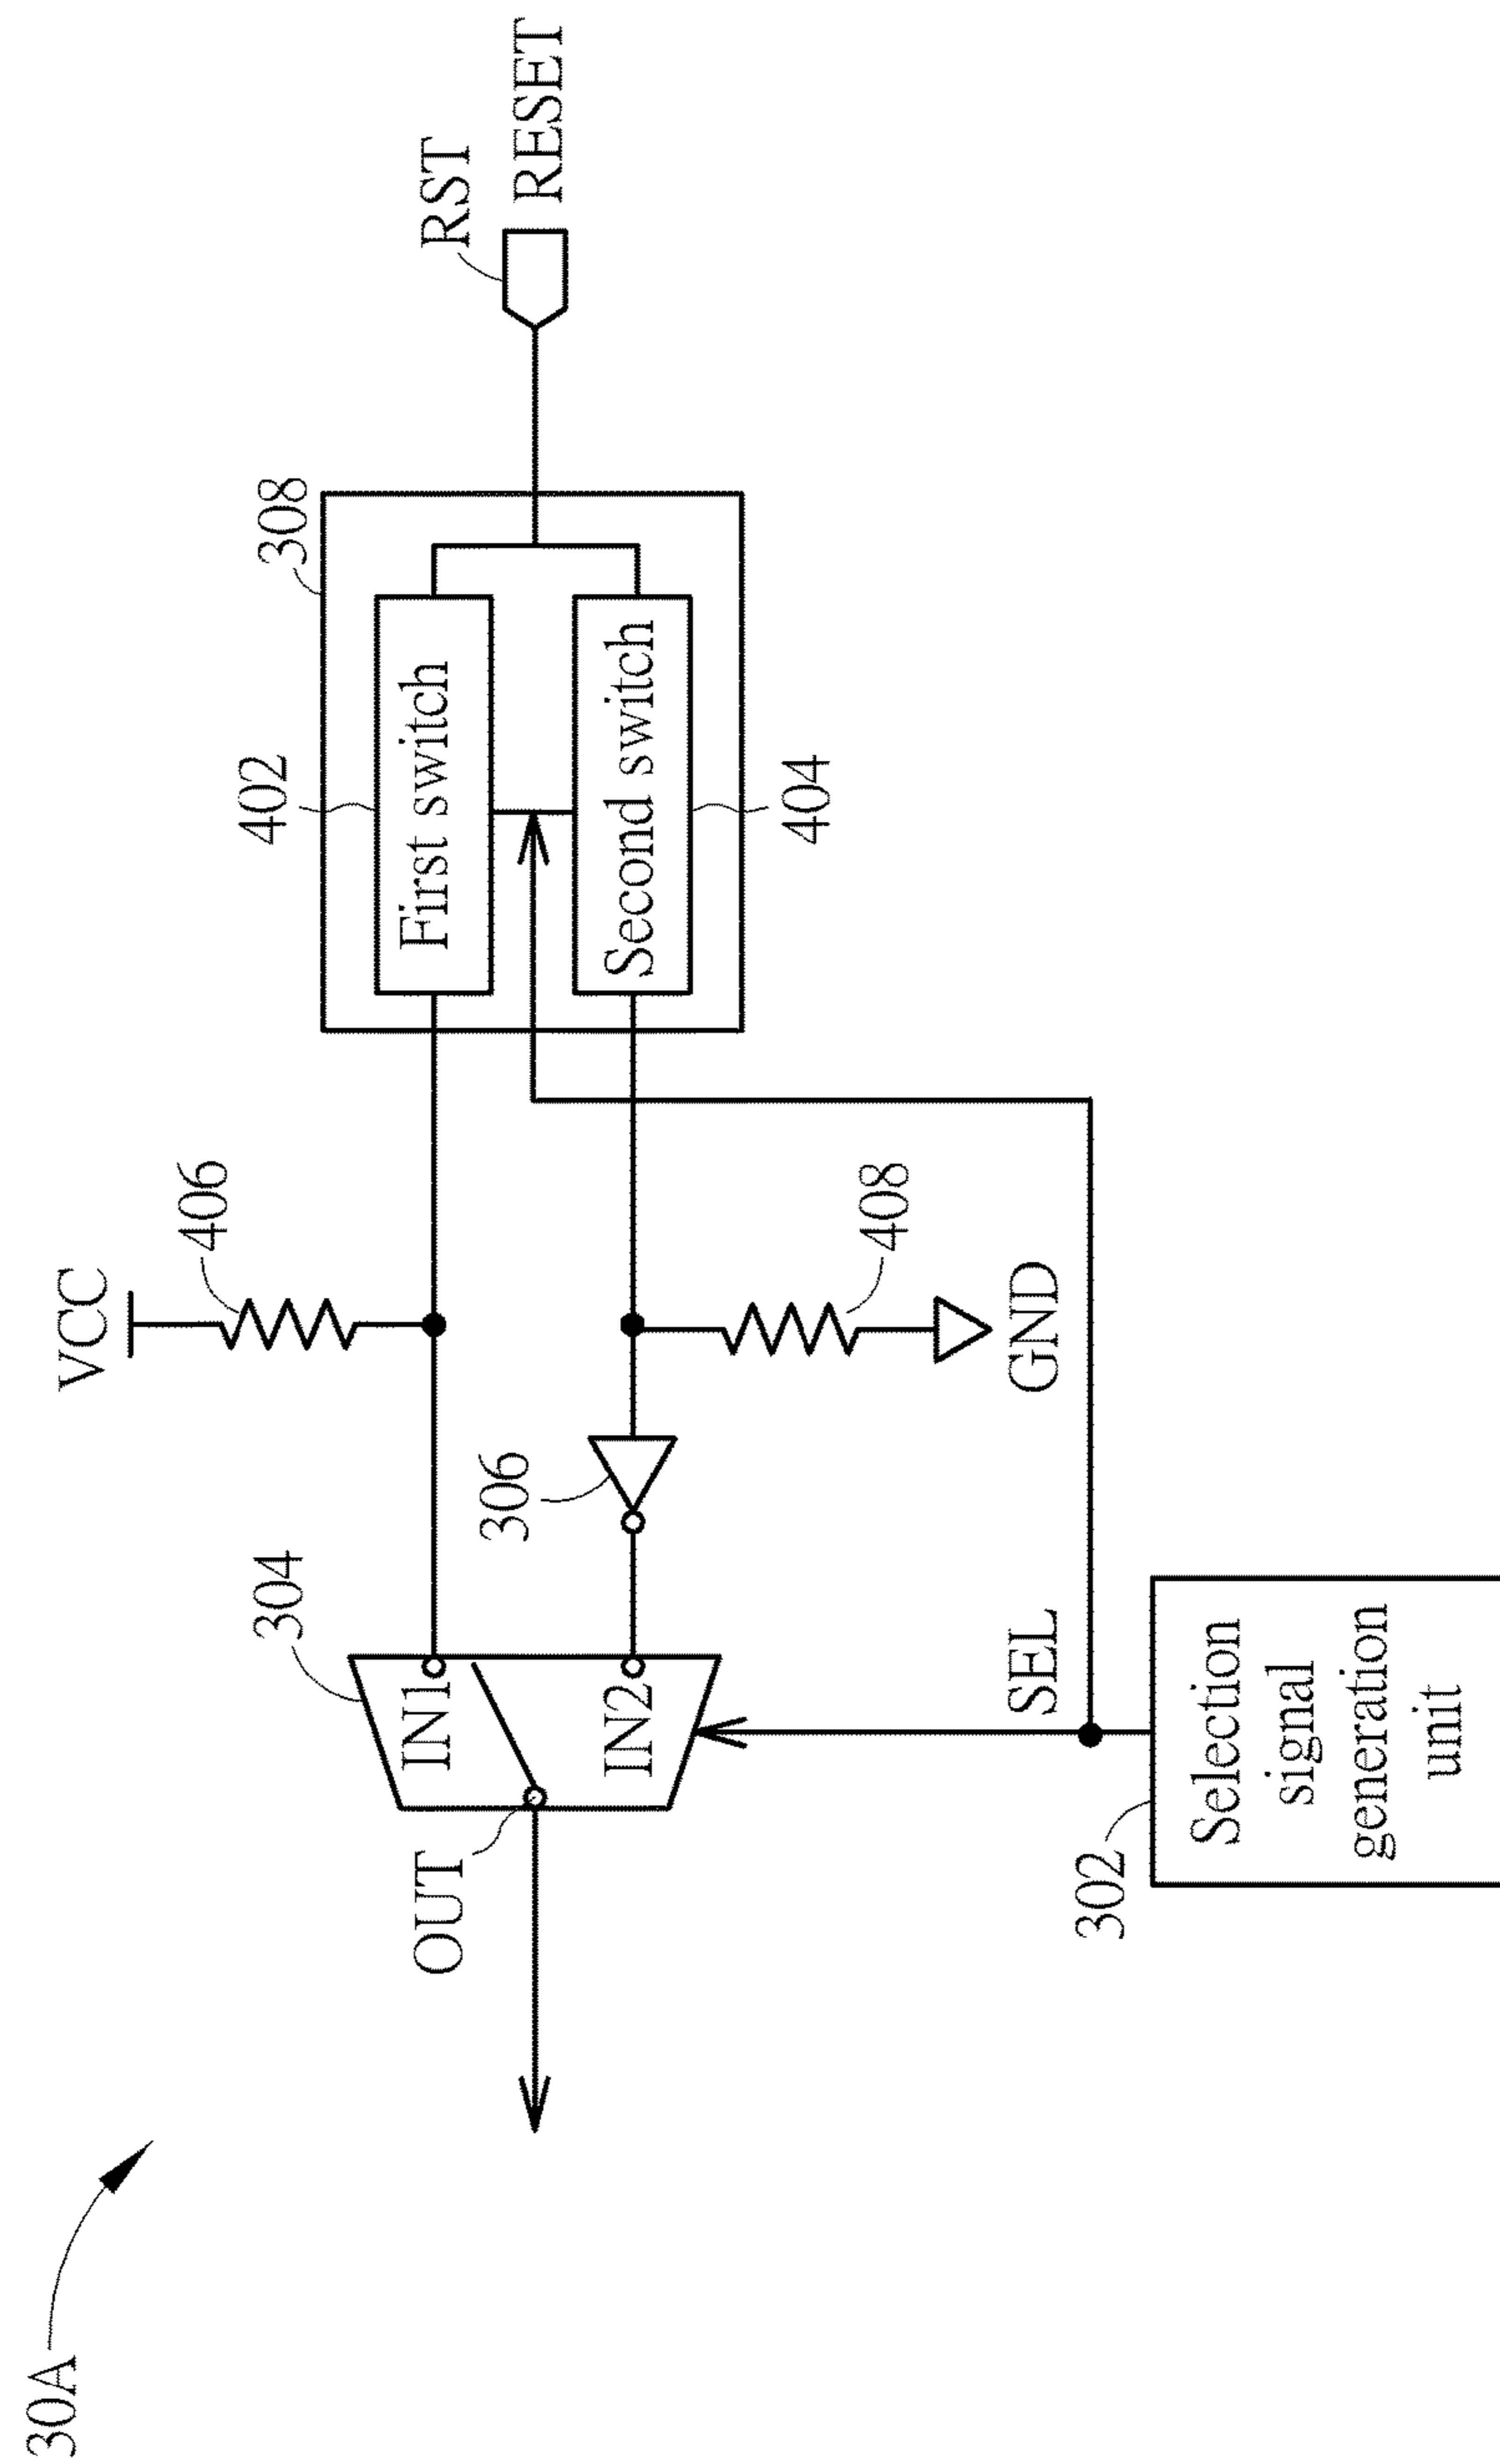 30A
VCC
406
402
308
RST
RESET
304
IN1
First switch
OUT
306
IN2
Second switch
404
408
GND
SEL
302
Selection
signal
generation
unit